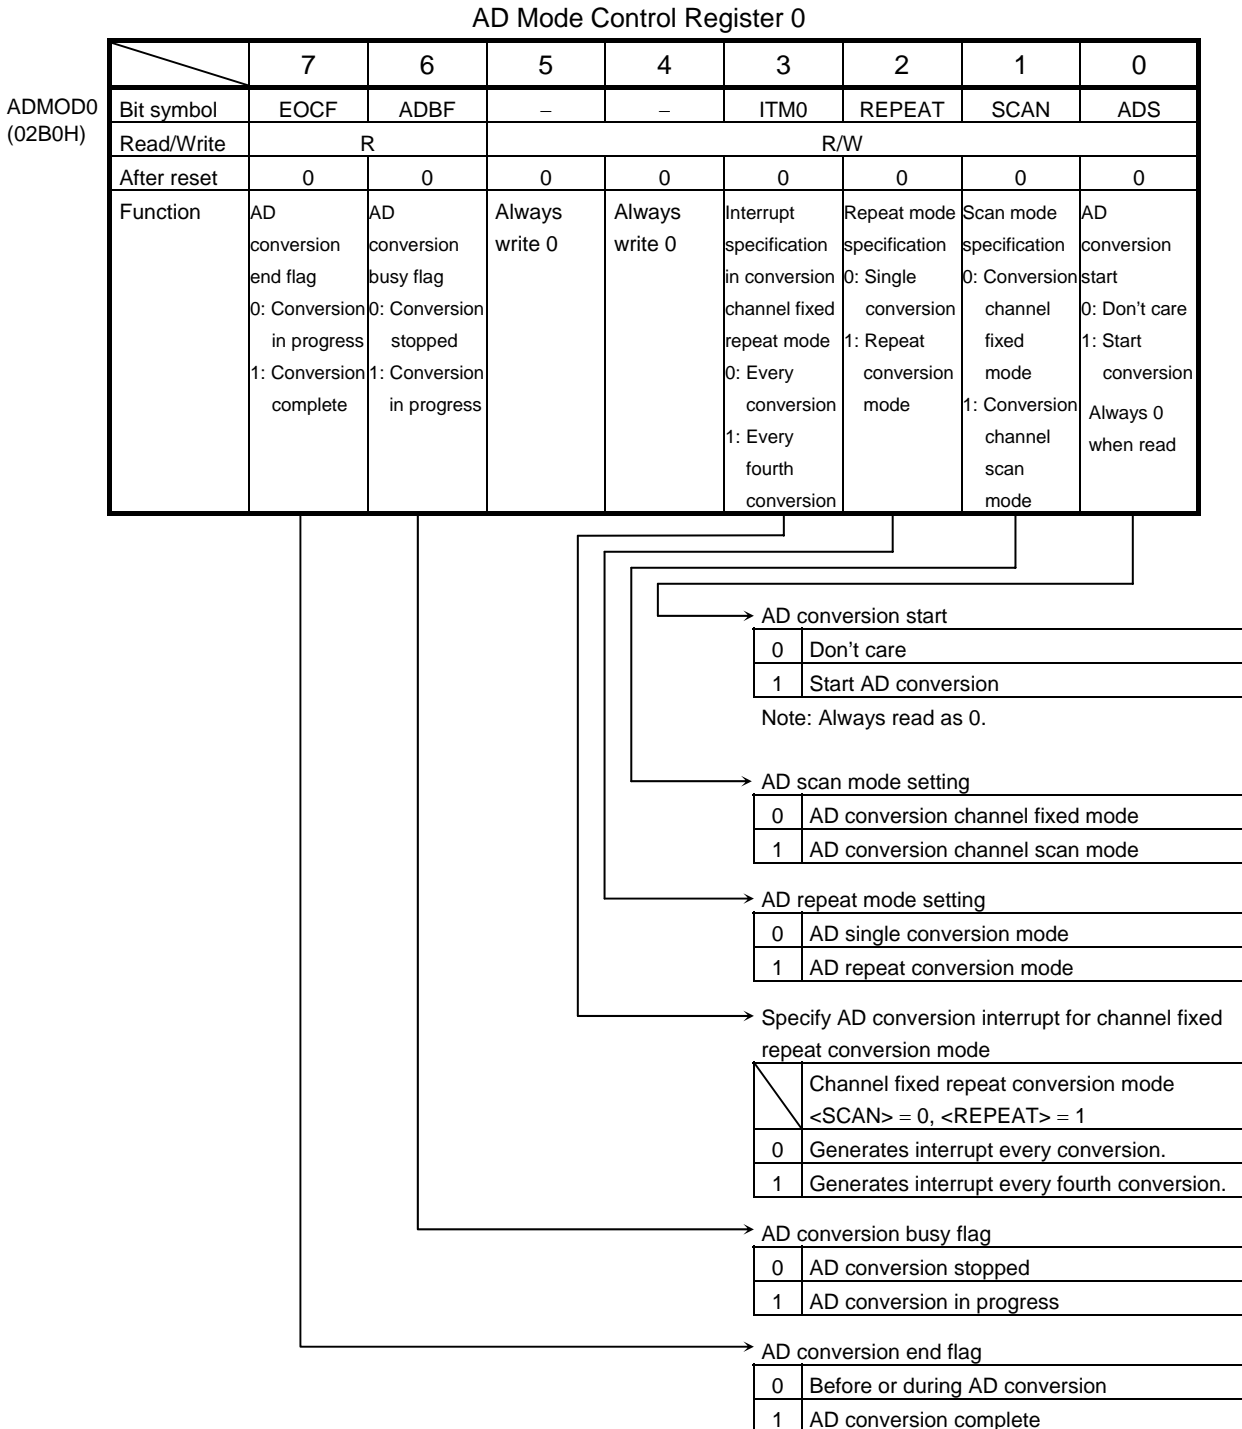 AD Mode Control Register 0
7 6 5 4 3 2 1 0
ADMOD0
(02B0H)
Bit symbol EOCF ADBF – – ITM0 REPEAT SCAN ADS
Read/Write R R/W
After reset 0 0 0 0 0 0 0 0
Function
AD
conversion
end flag
0: Conversion
in progress
1: Conversion
complete
AD
conversion
busy flag
0: Conversion
stopped
1: Conversion
in progress
Always
write 0
Always
write 0
Interrupt
specification
in conversion
channel fixed
repeat mode
0: Every
conversion
1: Every
fourth
conversion
Repeat mode
specification
0: Single
conversion
1: Repeat
conversion
mode
Scan mode
specification
0: Conversion
channel
fixed
mode
1: Conversion
channel
scan
mode
AD
conversion
start
0: Don’t care
1: Start
conversion
Always 0
when read
AD conversion start
0 Don’t care
1 Start AD conversion
Note: Always read as 0.
AD scan mode setting
0 AD conversion channel fixed mode
1 AD conversion channel scan mode
AD repeat mode setting
0 AD single conversion mode
1 AD repeat conversion mode
Specify AD conversion interrupt for channel fixed
repeat conversion mode
Channel fixed repeat conversion mode
<SCAN> = 0, <REPEAT> = 1
0 Generates interrupt every conversion.
1 Generates interrupt every fourth conversion.
AD conversion busy flag
0 AD conversion stopped
1 AD conversion in progress
AD conversion end flag
0 Before or during AD conversion
1 AD conversion complete